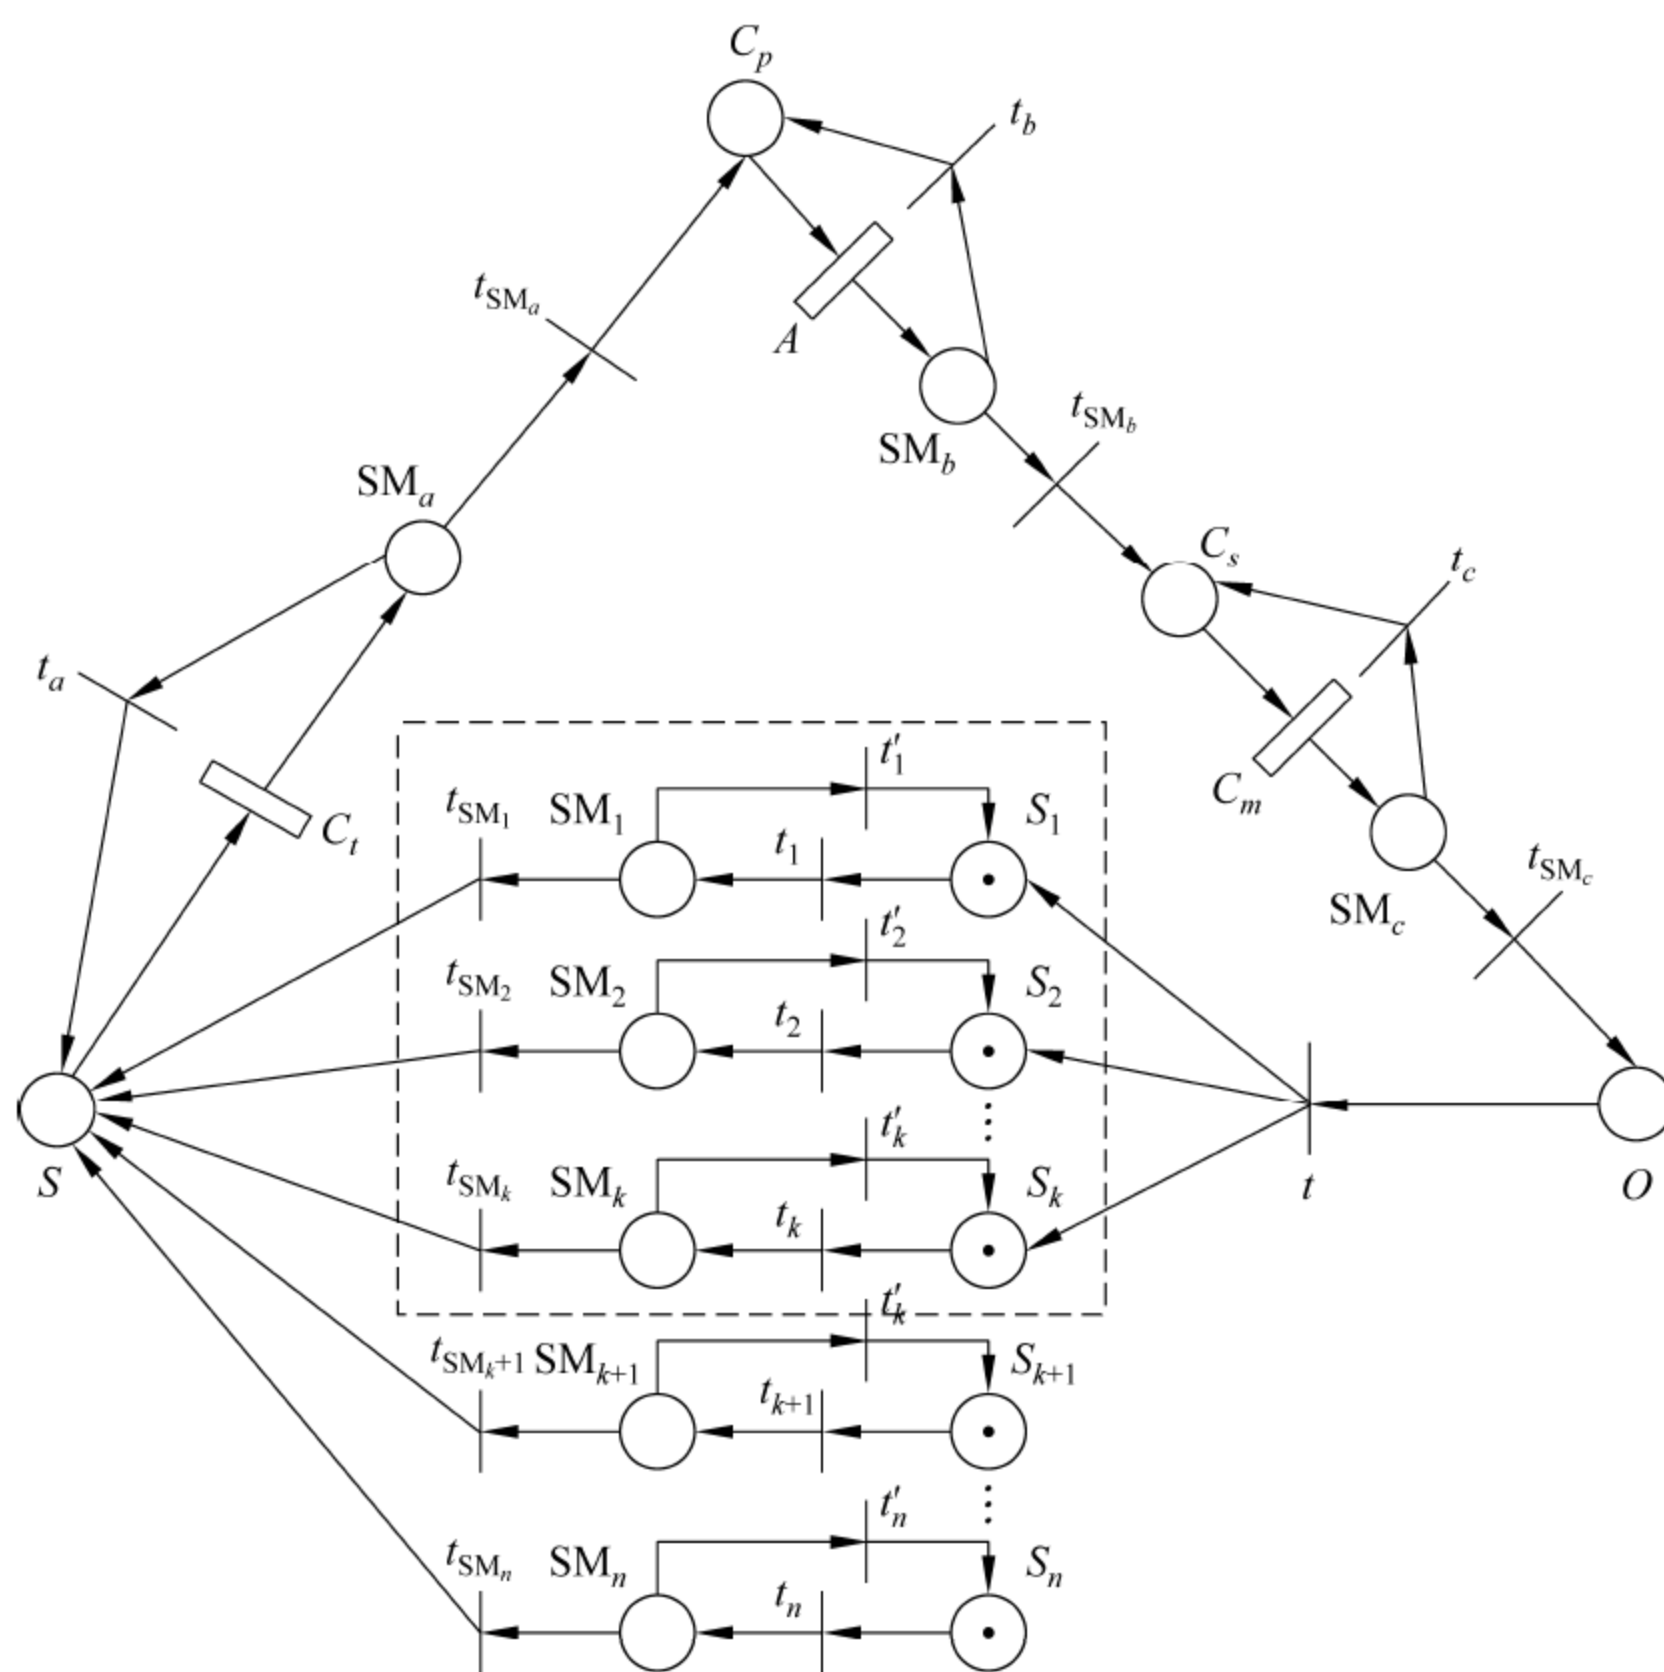 C_p
t_b
t_SM_a
A
t_SM_b
SM_b
SM_a
C_s
t_c
t_a
C_t
C_m
t_SM_c
SM_c
t'_1
t_SM_1 SM_1 t_1 S_1
t'_2
t_SM_2 SM_2 t_2 S_2
⋮
t'_k
t_SM_k SM_k t_k S_k
S t O
t'_k
t_SM_k+1 SM_k+1 t_k+1 S_k+1
⋮
t'_n
t_SM_n SM_n t_n S_n